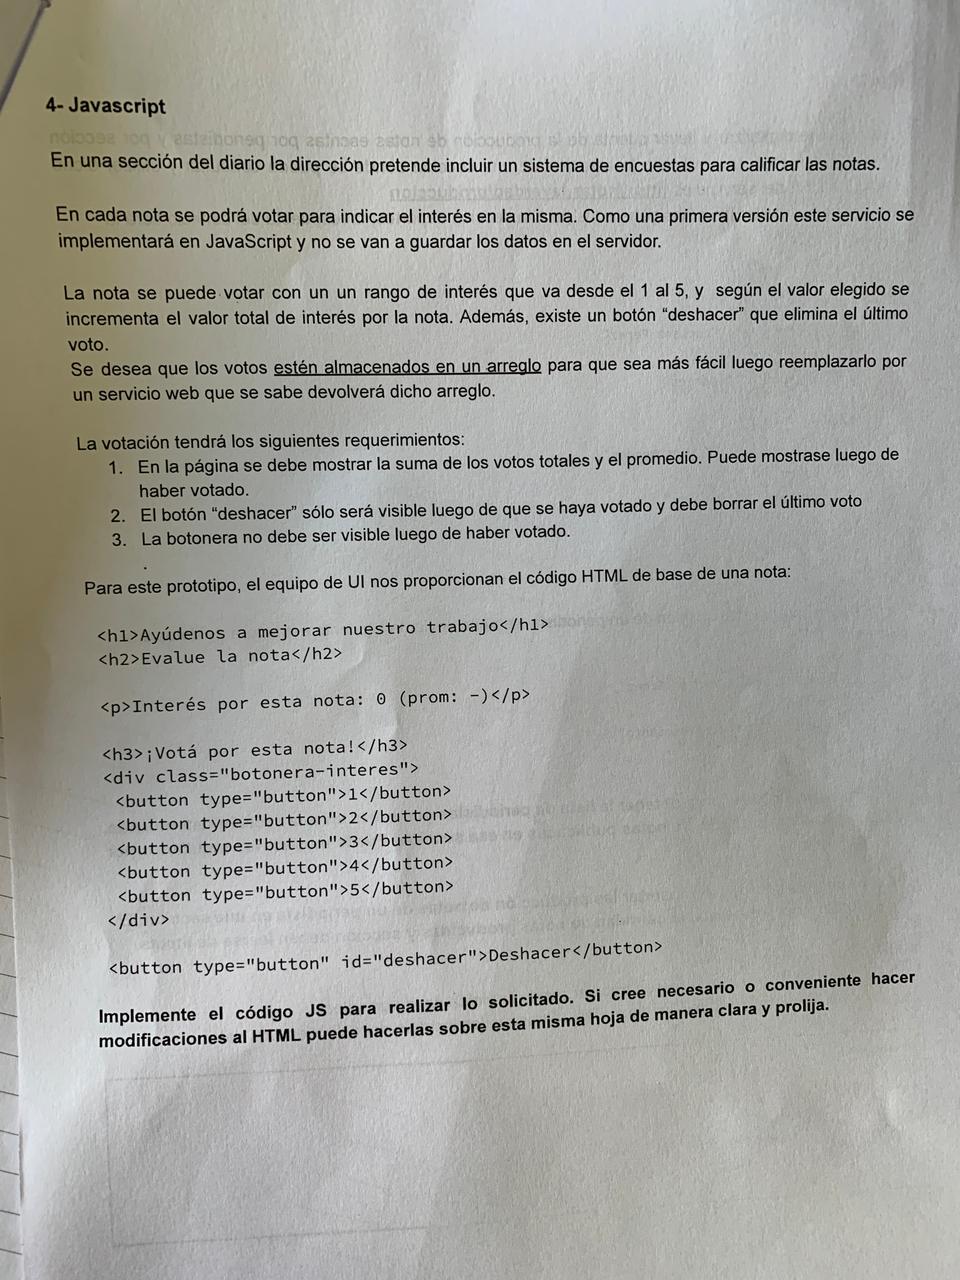 4- Javascript
En una sección del diario la dirección pretende incluir un sistema de encuestas para calificar las notas.
En cada nota se podrá votar para indicar el interés en la misma. Como una primera versión este servicio se
implementará en JavaScript y no se van a guardar los datos en el servidor.
La nota se puede votar con un un rango de interés que va desde el 1 al 5, y según el valor elegido se
incrementa el valor total de interés por la nota. Además, existe un botón “deshacer” que elimina el último
voto.
Se desea que los votos estén almacenados en un arreglo para que sea más fácil luego reemplazarlo por
un servicio web que se sabe devolverá dicho arreglo.
La votación tendrá los siguientes requerimientos:
1. En la página se debe mostrar la suma de los votos totales y el promedio. Puede mostrase luego de
haber votado.
2. El botón “deshacer” sólo será visible luego de que se haya votado y debe borrar el último voto
3. La botonera no debe ser visible luego de haber votado.
.
Para este prototipo, el equipo de UI nos proporcionan el código HTML de base de una nota:
<h1>Ayúdenos a mejorar nuestro trabajo</h1>
<h2>Evalue la nota</h2>
<p>Interés por esta nota: 0 (prom: -)</p>
<h3>¡Votá por esta nota!</h3>
<div class="botonera-interes">
<button type="button">1</button>
<button type="button">2</button>
<button type="button">3</button>
<button type="button">4</button>
<button type="button">5</button>
</div>
<button type="button" id="deshacer">Deshacer</button>
Implemente el código JS para realizar lo solicitado. Si cree necesario o conveniente hacer
modificaciones al HTML puede hacerlas sobre esta misma hoja de manera clara y prolija.